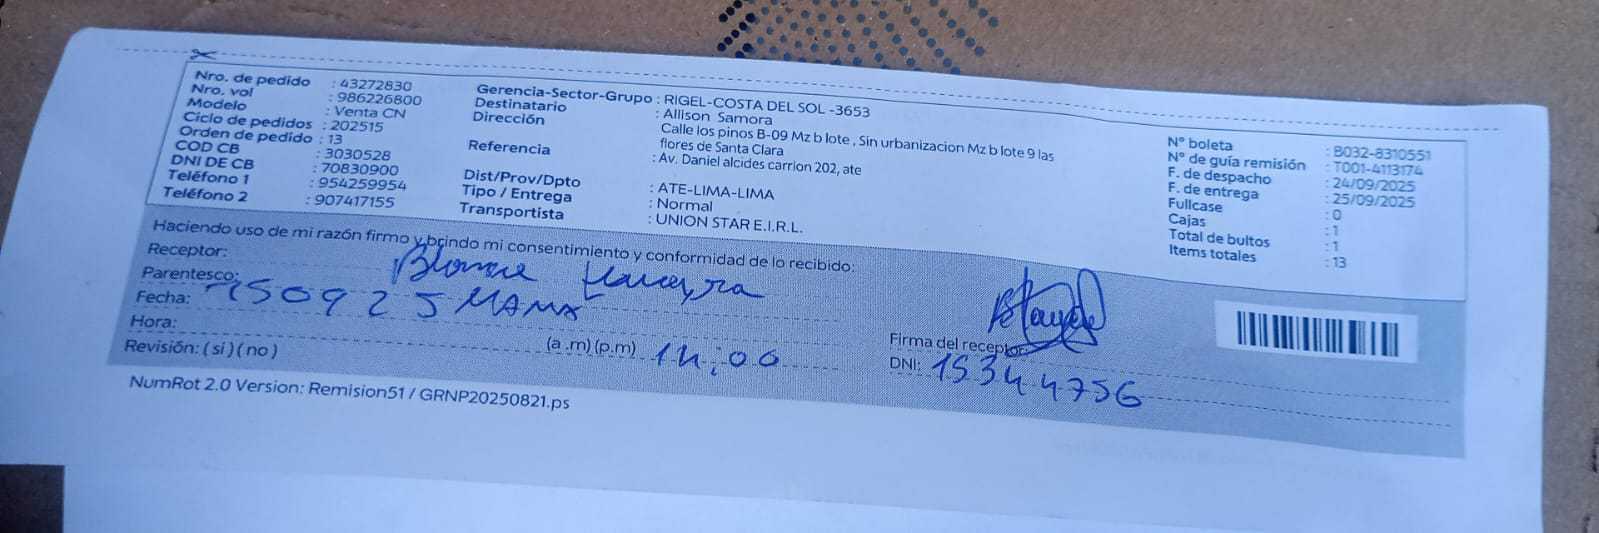 Nro. de pedido : 43272830
Nro. vol : 986226800
Modelo : Venta CN
Ciclo de pedidos : 202515
Orden de pedido : 13
COD CB : 3030528
DNI DE CB : 70830900
Teléfono 1 : 954259954
Teléfono 2 : 907417155
Gerencia-Sector-Grupo : RIGEL-COSTA DEL SOL -3653
Destinatario : Allison Samora
Dirección : Calle los pinos B-09 Mz b lote , Sin urbanizacion Mz b lote 9 las
flores de Santa Clara
Referencia : Av. Daniel alcides carrion 202, ate
Dist/Prov/Dpto : ATE-LIMA-LIMA
Tipo / Entrega : Normal
Transportista : UNION STAR E.I.R.L.
N° boleta : B032-8310551
N° de guía remisión : T001-4113174
F. de despacho : 24/09/2025
F. de entrega : 25/09/2025
Fullcase : 0
Cajas : 1
Total de bultos : 1
Items totales : 13
Haciendo uso de mi razón firmo y brindo mi consentimiento y conformidad de lo recibido:
Receptor:
Parentesco: MAMA
Fecha: 250925
Hora: (a .m) (p.m) 14:00
Revisión: ( si ) ( no )
Firma del receptor:
DNI: 15344756
NumRot 2.0 Version: Remision51 / GRNP20250821.ps